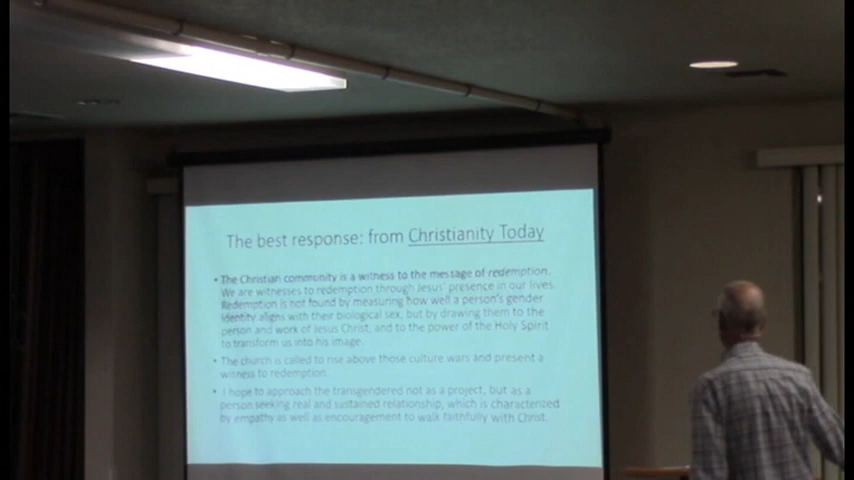 The best response: from Christianity Today
• The Christian community is a witness to the message of redemption.
We are witnesses to redemption through Jesus' presence in our lives.
Redemption is not found by measuring how well a person's gender
identity aligns with their biological sex, but by drawing them to the
person and work of Jesus Christ, and to the power of the Holy Spirit
to transform us into his image.
• The church is called to rise above those culture wars and present a
witness to redemption.
• I hope to approach the transgendered not as a project, but as a
person seeking real and sustained relationship, which is characterized
by empathy as well as encouragement to walk faithfully with Christ.